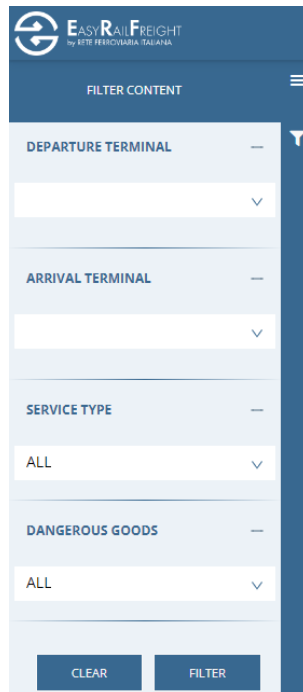 EASYRAILFREIGHT
by RETE FERROVIARIA ITALIANA
FILTER CONTENT
DEPARTURE TERMINAL
ARRIVAL TERMINAL
SERVICE TYPE
ALL
DANGEROUS GOODS
ALL
CLEAR FILTER